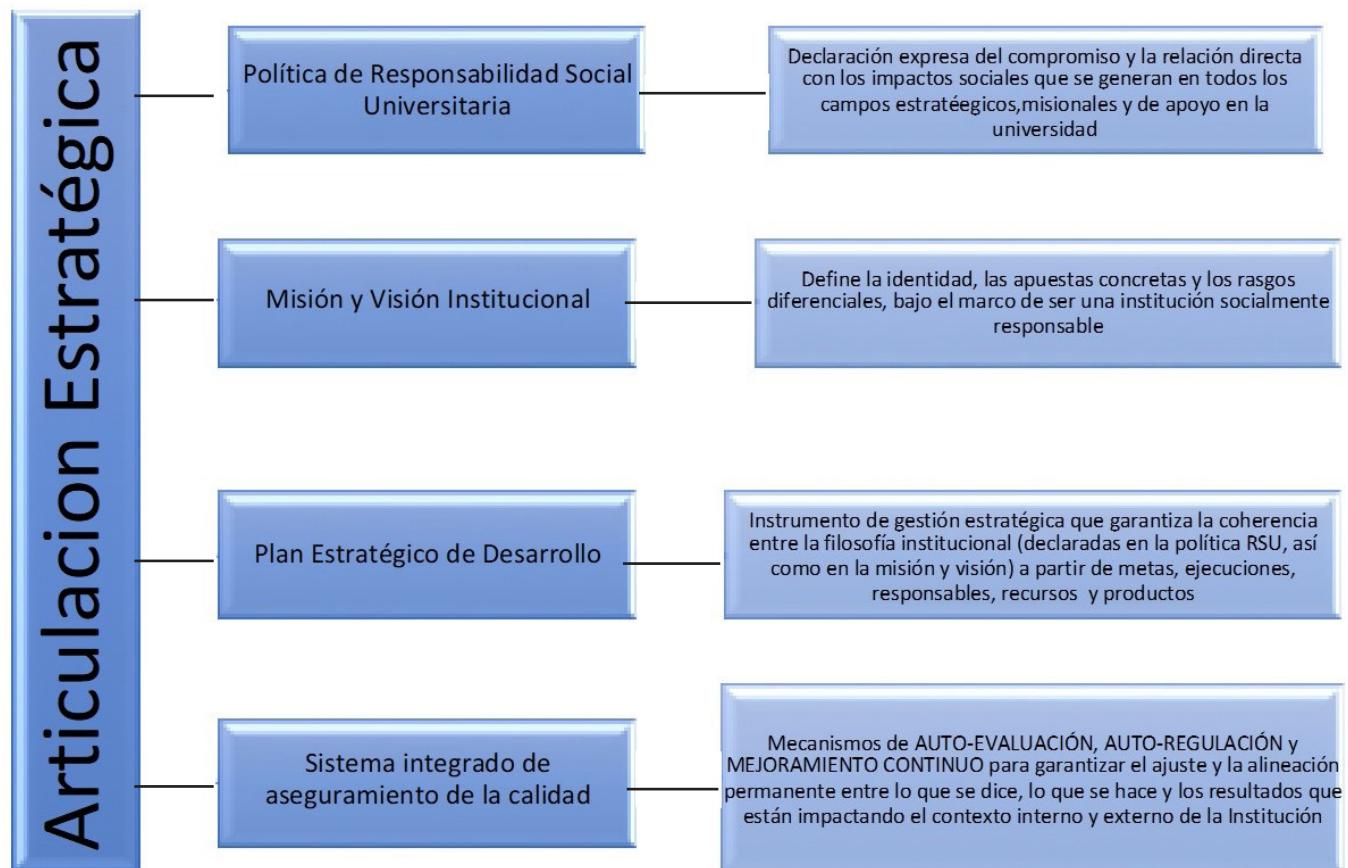 Articulacion Estratégica
Política de Responsabilidad Social
Universitaria
Declaración expresa del compromiso y la relación directa
con los impactos sociales que se generan en todos los
campos estratéegicos,misionales y de apoyo en la
universidad
Misión y Visión Institucional
Define la identidad, las apuestas concretas y los rasgos
diferenciales, bajo el marco de ser una institución socialmente
responsable
Plan Estratégico de Desarrollo
Instrumento de gestión estratégica que garantiza la coherencia
entre la filosofía institucional (declaradas en la política RSU, así
como en la misión y visión) a partir de metas, ejecuciones,
responsables, recursos y productos
Sistema integrado de
aseguramiento de la calidad
Mecanismos de AUTO-EVALUACIÓN, AUTO-REGULACIÓN y
MEJORAMIENTO CONTINUO para garantizar el ajuste y la alineación
permanente entre lo que se dice, lo que se hace y los resultados que
están impactando el contexto interno y externo de la Institución